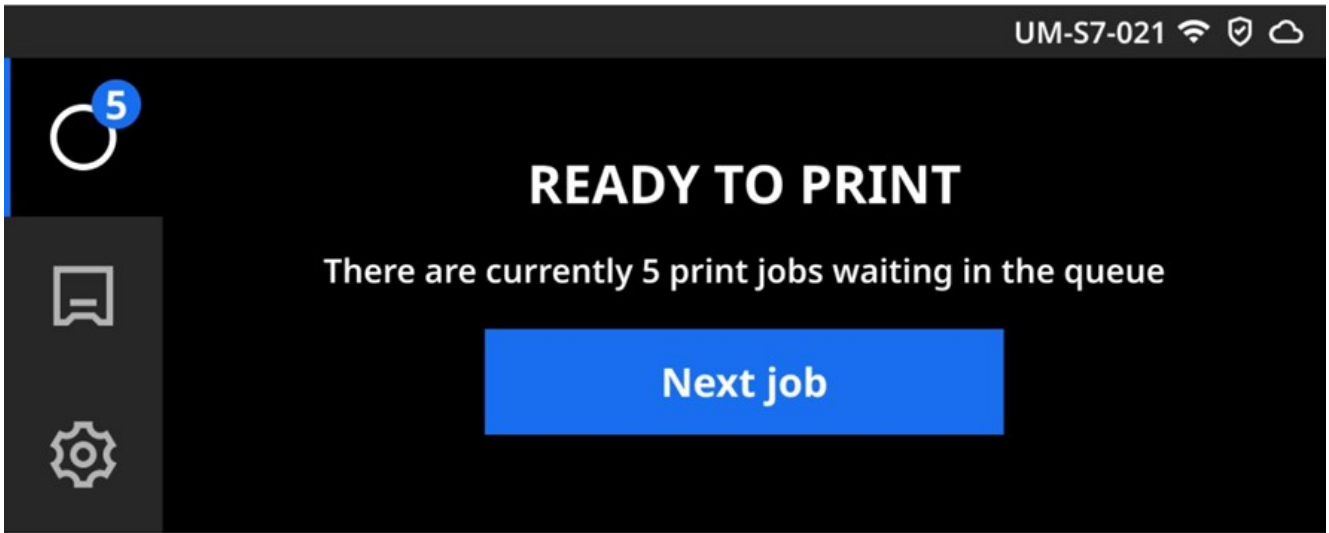 UM-S7-021
5
READY TO PRINT
There are currently 5 print jobs waiting in the queue
Next job